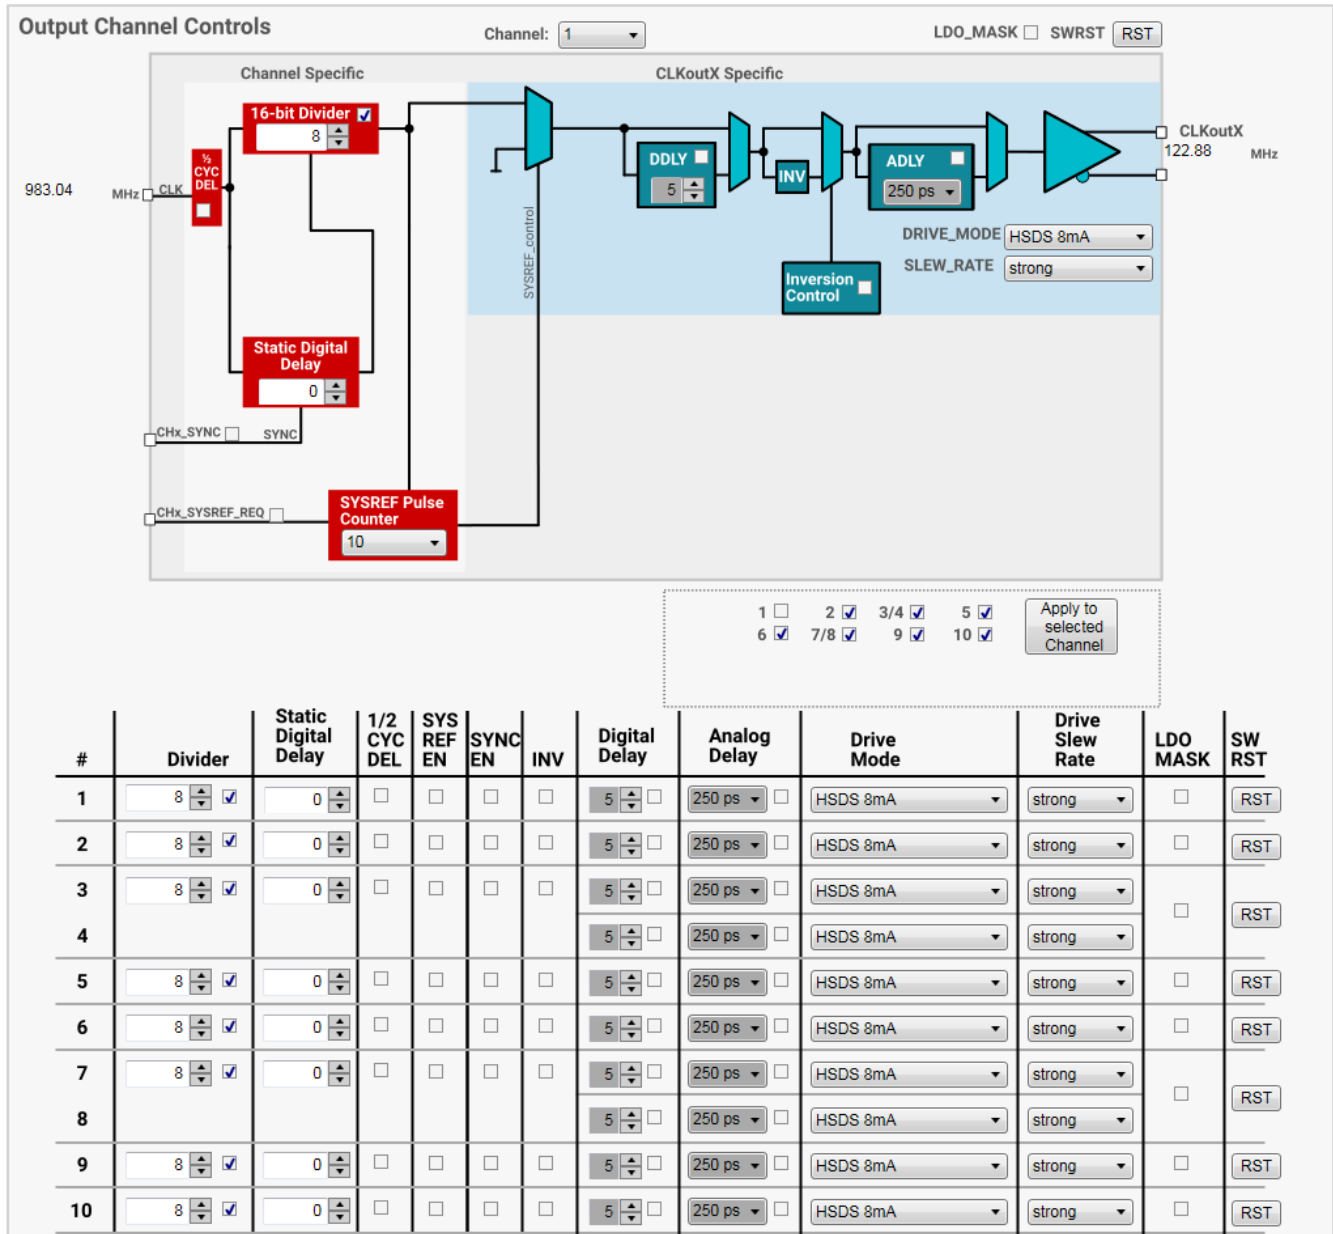 Output Channel Controls
Channel: 1
LDO_MASK SWRST RST
Channel Specific
CLKoutX Specific
16-bit Divider
8
½
CYC
DEL
983.04
MHz
CLK
DDLY
5
INV
ADLY
250 ps
CLKoutX
122.88 MHz
DRIVE_MODE HSDS 8mA
SLEW_RATE strong
SYSREF_control
Inversion
Control
Static Digital
Delay
0
CHx_SYNC SYNC
CHx_SYSREF_REQ
SYSREF Pulse
Counter
10
1 2 3/4 5
6 7/8 9 10
Apply to
selected
Channel
# Divider Static Digital Delay 1/2 CYC DEL SYS REF EN SYNC EN INV Digital Delay Analog Delay Drive Mode Drive Slew Rate LDO MASK SW RST
1 8 0 5 250 ps HSDS 8mA strong RST
2 8 0 5 250 ps HSDS 8mA strong RST
3 8 0 5 250 ps HSDS 8mA strong RST
4 5 250 ps HSDS 8mA strong
5 8 0 5 250 ps HSDS 8mA strong RST
6 8 0 5 250 ps HSDS 8mA strong RST
7 8 0 5 250 ps HSDS 8mA strong RST
8 5 250 ps HSDS 8mA strong
9 8 0 5 250 ps HSDS 8mA strong RST
10 8 0 5 250 ps HSDS 8mA strong RST